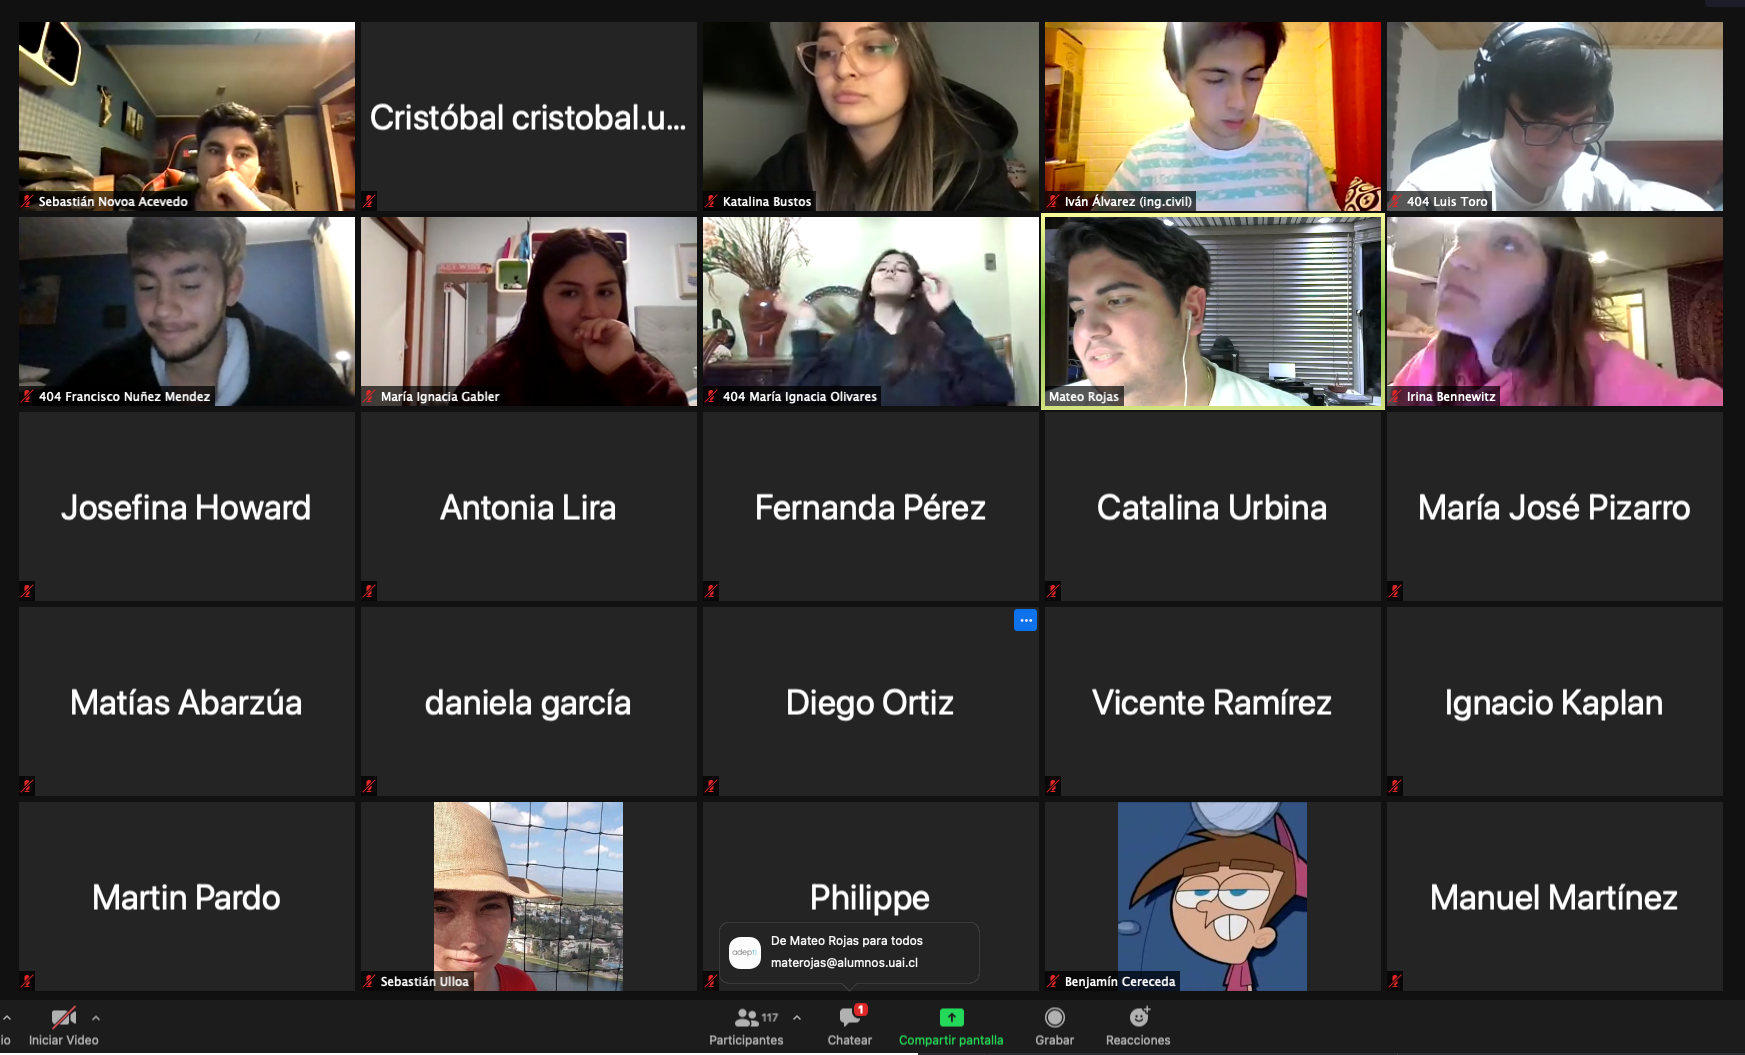 Sebastián Novoa Acevedo
Cristóbal cristobal.u...
Katalina Bustos
Iván Álvarez (ing.civil)
404 Luis Toro
404 Francisco Nuñez Mendez
María Ignacia Gabler
404 María Ignacia Olivares
Mateo Rojas
Irina Bennewitz
Josefina Howard
Antonia Lira
Fernanda Pérez
Catalina Urbina
María José Pizarro
Matías Abarzúa
daniela garcía
Diego Ortiz
Vicente Ramírez
Ignacio Kaplan
Martin Pardo
Sebastián Ulloa
Philippe
adepti
De Mateo Rojas para todos
materojas@alumnos.uai.cl
Benjamín Cereceda
Manuel Martínez
io
Iniciar Video
117
Participantes
1
Chatear
Compartir pantalla
Grabar
Reacciones